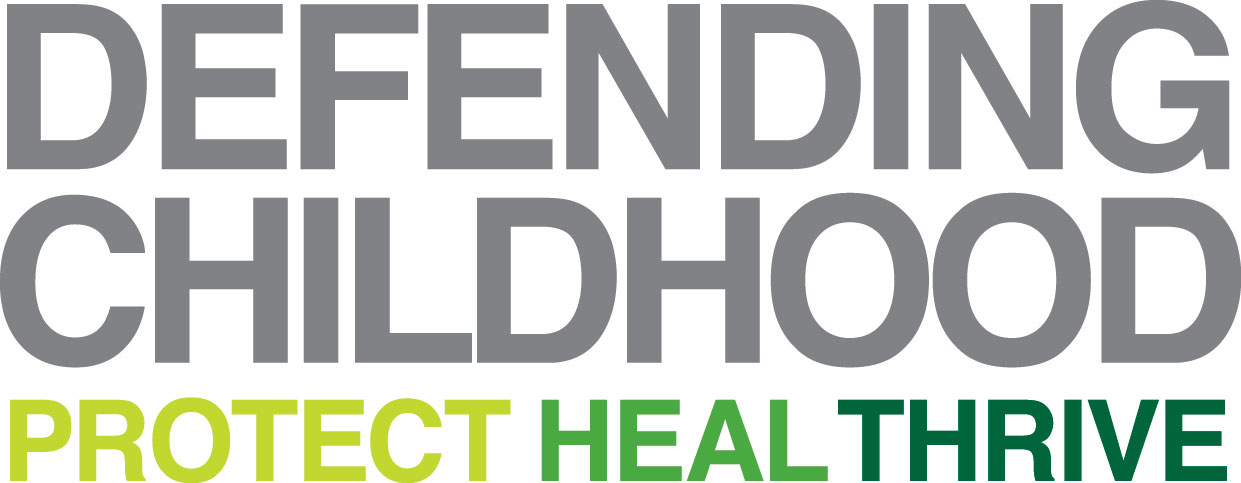 DEFENDING
CHILDHOOD
PROTECT HEAL THRIVE